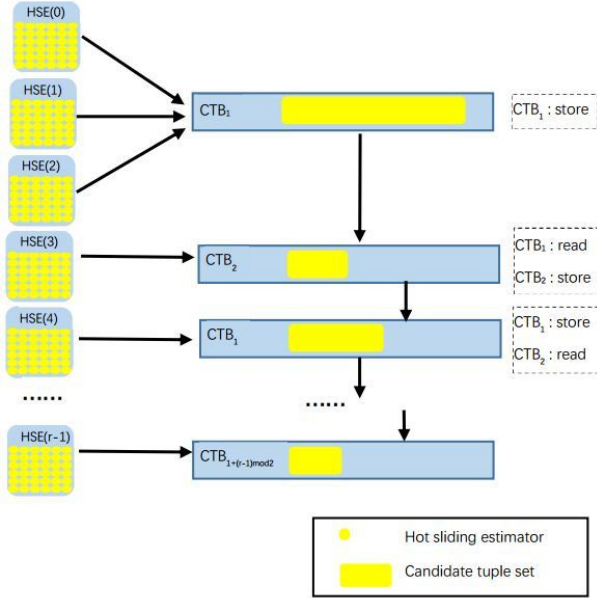 HSE(0)
HSE(1)
CTB₁
CTB₁ : store
HSE(2)
HSE(3)
CTB₂
CTB₁ : read
CTB₂ : store
HSE(4)
CTB₁
CTB₁ : store
CTB₂ : read
......
......
HSE(r-1)
CTB₁₊₍ᵣ₋₁₎mod2
Hot sliding estimator
Candidate tuple set